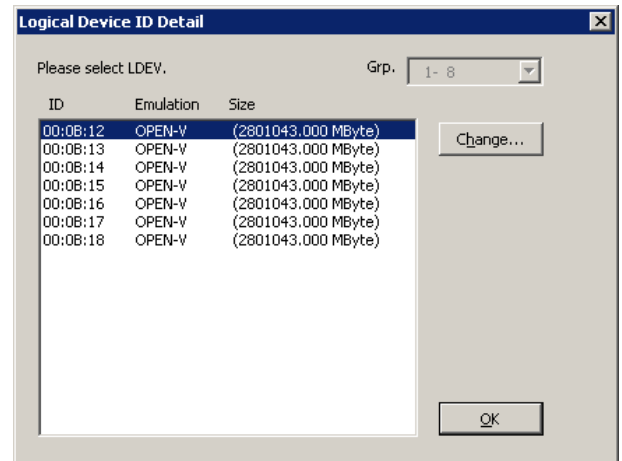 Logical Device ID Detail
Please select LDEV. Grp. 1- 8
ID Emulation Size
00:0B:12 OPEN-V (2801043.000 MByte)
Change...
00:0B:13 OPEN-V (2801043.000 MByte)
00:0B:14 OPEN-V (2801043.000 MByte)
00:0B:15 OPEN-V (2801043.000 MByte)
00:0B:16 OPEN-V (2801043.000 MByte)
00:0B:17 OPEN-V (2801043.000 MByte)
00:0B:18 OPEN-V (2801043.000 MByte)
OK